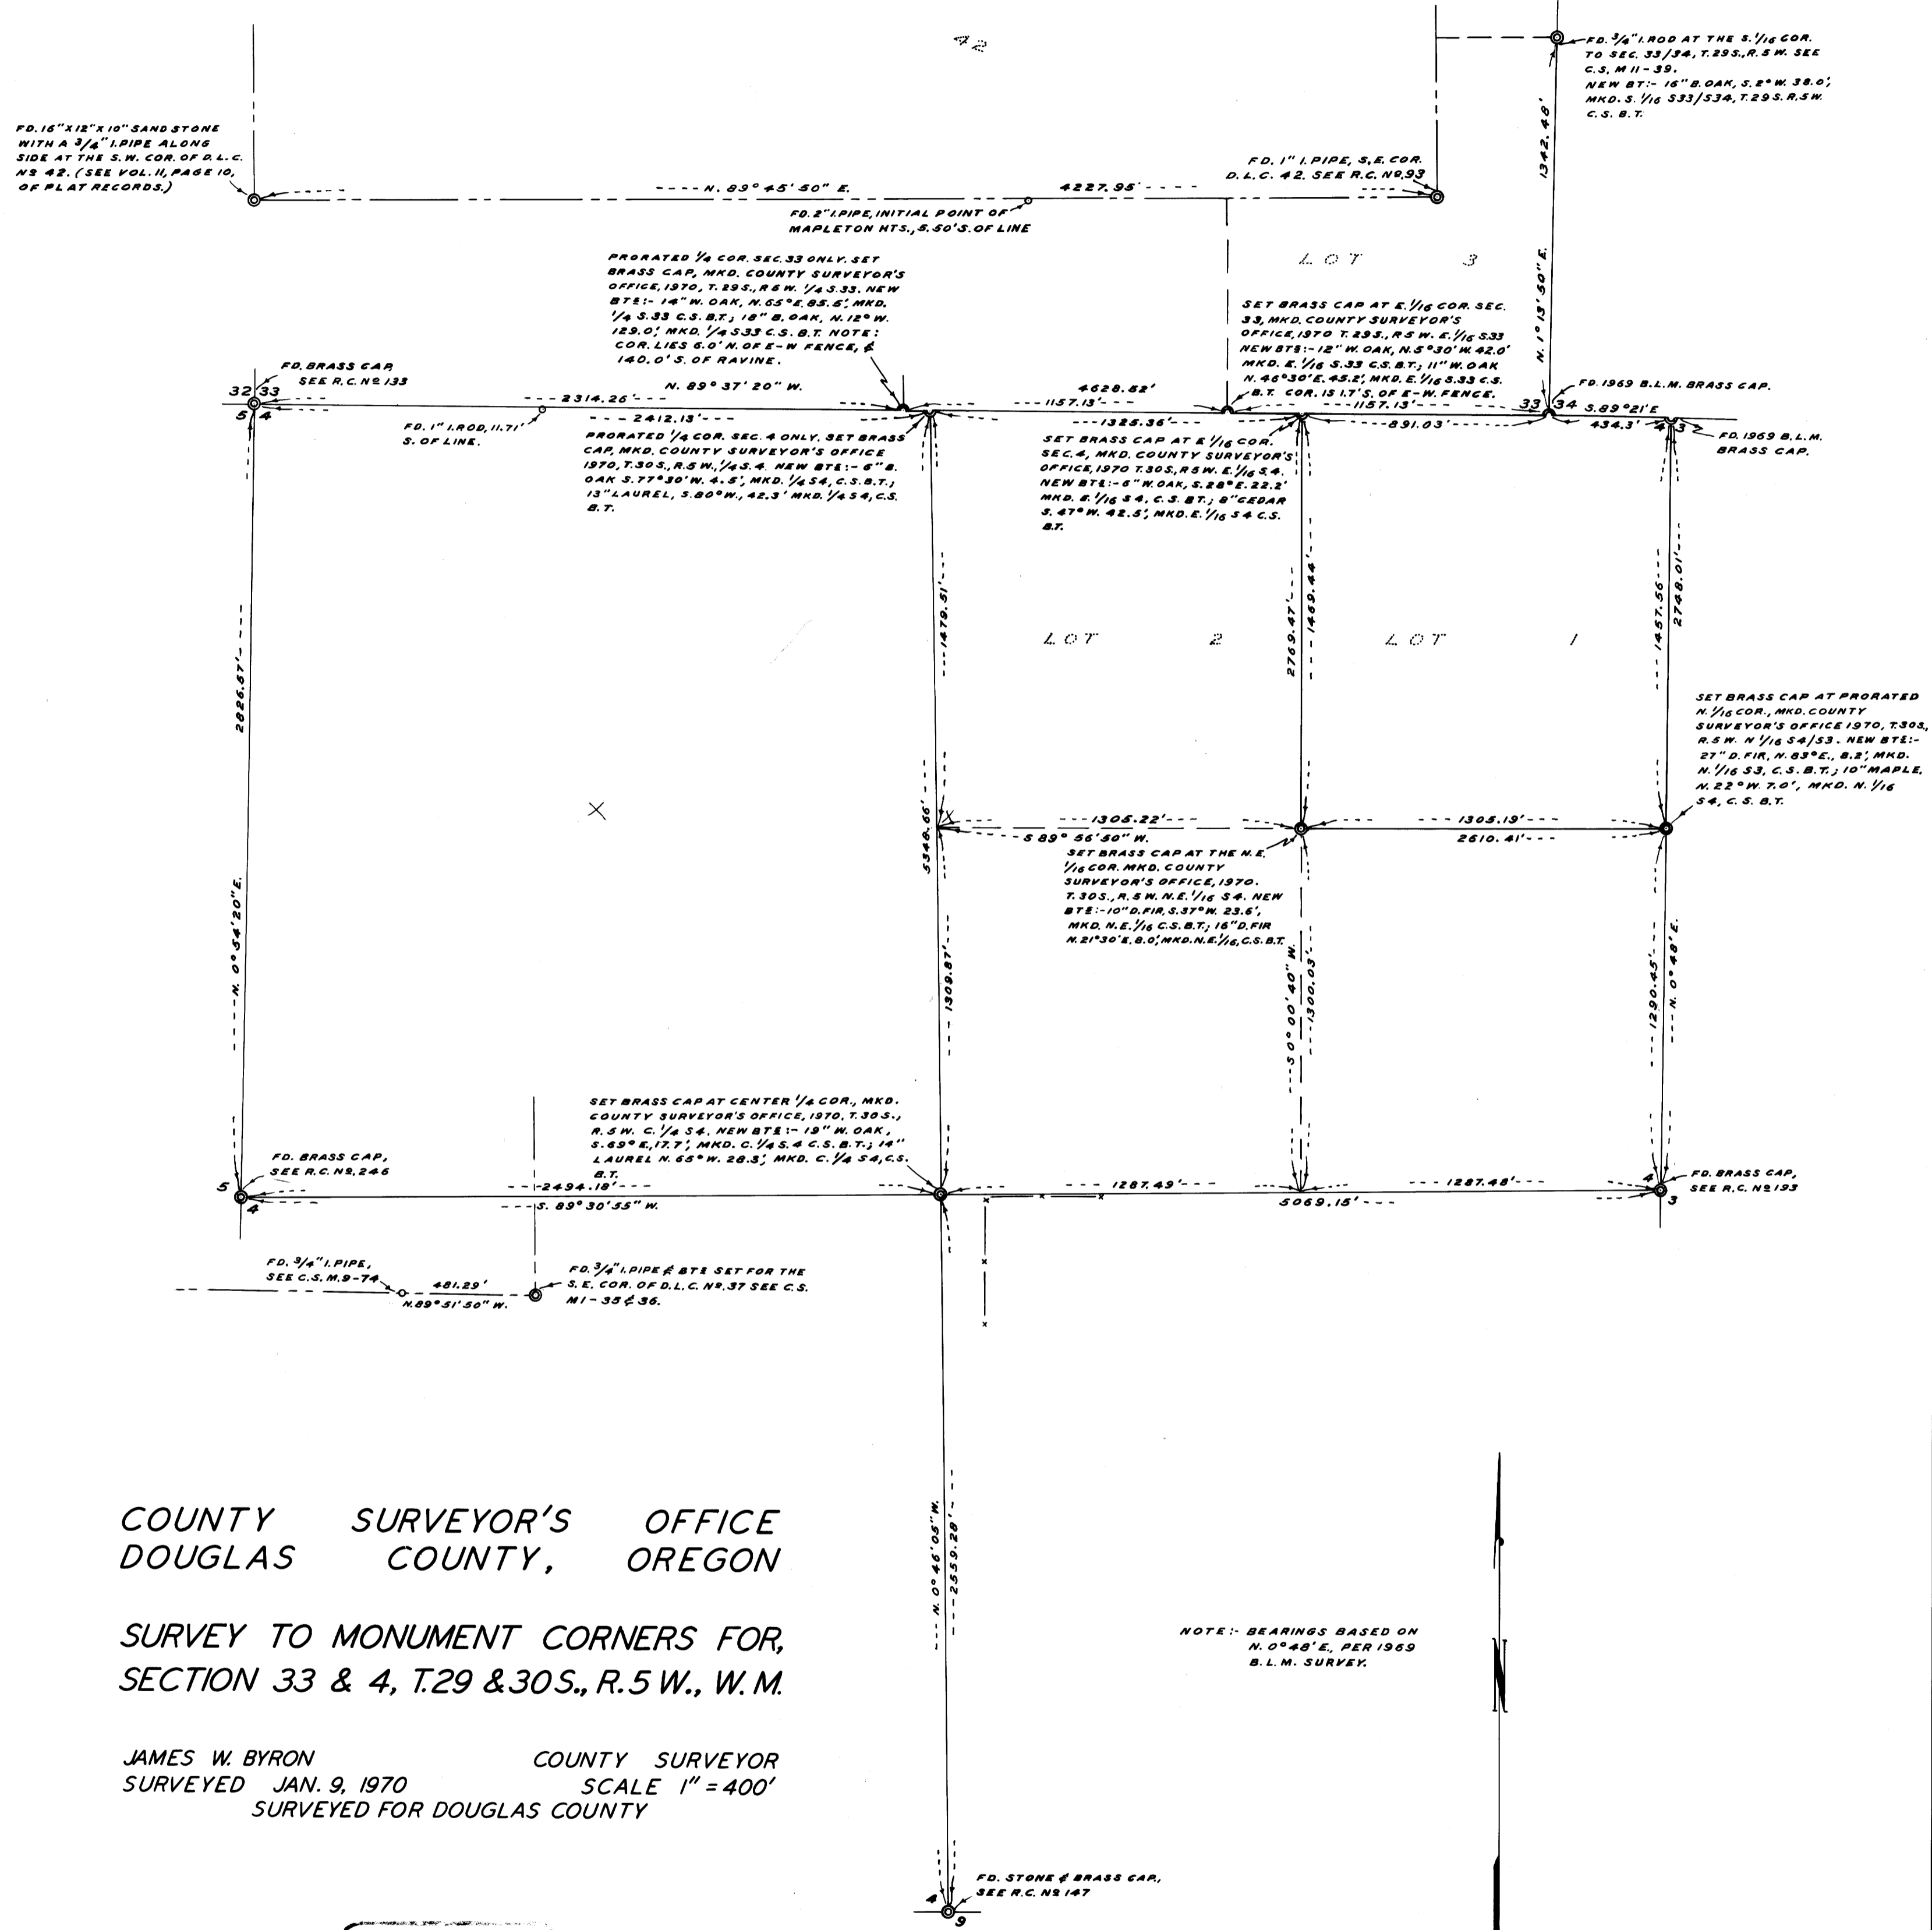 42
FD. 3/4" I. ROD AT THE S. 1/16 COR.
TO SEC. 33/34, T. 29 S., R. 5 W. SEE
C.S. M 11-39.
NEW BT:- 16" B. OAK, S. 2° W. 38.0',
MKD. S. 1/16 S33/S34, T. 29 S. R. 5 W.
C.S. B.T.
1342.48'
N. 1° 13' 50" E.
FD. 16" X 12" X 10" SAND STONE
WITH A 3/4" I. PIPE ALONG
SIDE AT THE S.W. COR. OF D.L.C.
Nº 42. (SEE VOL. 11, PAGE 10,
OF PLAT RECORDS.)
N. 89° 45' 50" E.
4227.95'
FD. 1" I. PIPE, S.E. COR.
D.L.C. 42. SEE R.C. Nº 93
FD. 2" I. PIPE, INITIAL POINT OF
MAPLETON HTS., 5.50' S. OF LINE
LOT 3
PRORATED 1/4 COR. SEC. 33 ONLY. SET
BRASS CAP, MKD. COUNTY SURVEYOR'S
OFFICE, 1970, T. 29 S., R 5 W. 1/4 S. 33. NEW
BTS:- 14" W. OAK, N. 65° E. 85.5', MKD.
1/4 S. 33 C.S. B.T.; 18" B. OAK, N. 12° W.
129.0', MKD. 1/4 S33 C.S. B.T. NOTE:
COR. LIES 6.0' N. OF E-W FENCE, &
140.0' S. OF RAVINE.
SET BRASS CAP AT E. 1/16 COR. SEC.
33, MKD. COUNTY SURVEYOR'S
OFFICE, 1970 T. 29 S., R 5 W. E. 1/16 S.33
NEW BTS:- 12" W. OAK, N. 5° 30' W. 42.0'
MKD. E. 1/16 S.33 C.S. B.T.; 11" W. OAK
N. 46° 30' E. 45.2', MKD. E. 1/16 S.33 C.S.
B.T. COR. IS 1.7' S. OF E-W. FENCE.
FD. BRASS CAP,
SEE R.C. Nº 133
32 33
5 4
N. 89° 37' 20" W.
4628.52'
2314.26'
1157.13'
1157.13'
FD. 1969 B.L.M. BRASS CAP.
33 34
S. 89° 21' E
2412.13'
1325.36'
891.03'
434.3'
4 3
FD. 1969 B.L.M.
BRASS CAP.
FD. 1" I. ROD, 11.71'
S. OF LINE.
PRORATED 1/4 COR. SEC. 4 ONLY. SET BRASS
CAP, MKD. COUNTY SURVEYOR'S OFFICE
1970, T. 30 S., R. 5 W., 1/4 S. 4. NEW BTS:- 6" B.
OAK S. 77° 30' W. 4.5', MKD. 1/4 S4, C.S. B.T.;
13" LAUREL, S. 80° W., 42.3' MKD. 1/4 S4, C.S.
B.T.
SET BRASS CAP AT E 1/16 COR.
SEC. 4, MKD. COUNTY SURVEYOR'S
OFFICE, 1970 T. 30 S., R 5 W. E. 1/16 S. 4.
NEW BTS:- 6" W. OAK, S. 28° E. 22.2'
MKD. E. 1/16 S4, C.S. BT.; 8" CEDAR
S. 47° W. 42.5', MKD. E. 1/16 S4 C.S.
B.T.
2826.57'
N. 0° 54' 20" E.
1479.51'
5348.66'
1309.87'
2769.47'
1469.44'
1457.56
2748.01'
LOT 2
LOT 1
SET BRASS CAP AT PRORATED
N. 1/16 COR., MKD. COUNTY
SURVEYOR'S OFFICE 1970, T. 30 S.,
R. 5 W. N 1/16 S4/S3. NEW BTS:-
27" D. FIR, N. 83° E., 8.2', MKD.
N. 1/16 S3, C.S. B.T.; 10" MAPLE,
N. 22° W. 7.0', MKD. N. 1/16
S4, C.S. B.T.
X
X
1305.22'
1305.19'
S 89° 56' 50" W.
2610.41'
SET BRASS CAP AT THE N.E.
1/16 COR. MKD. COUNTY
SURVEYOR'S OFFICE, 1970.
T. 30 S., R. 5 W. N.E. 1/16 S4. NEW
BTS:- 10" D. FIR, S. 37° W. 23.6',
MKD. N.E. 1/16 C.S. B.T.; 16" D. FIR
N. 21° 30' E. 8.0', MKD. N.E. 1/16, C.S. B.T.
S 0° 00' 40" W.
1300.03'
1290.45'
N. 0° 48' E.
SET BRASS CAP AT CENTER 1/4 COR., MKD.
COUNTY SURVEYOR'S OFFICE, 1970, T. 30 S.,
R. 5 W. C. 1/4 S4. NEW BTS:- 19" W. OAK,
S. 69° E., 17.7', MKD. C. 1/4 S. 4 C.S. B.T.; 14"
LAUREL N. 65° W. 28.3', MKD. C. 1/4 S4, C.S.
B.T.
FD. BRASS CAP,
SEE R.C. Nº 246
5
4
2494.18'
S. 89° 30' 55" W.
1287.49'
1287.48'
5069.15'
4
3
FD. BRASS CAP,
SEE R.C. Nº 193
FD. 3/4" I. PIPE,
SEE C.S. M. 9-74
481.29'
N. 89° 51' 50" W.
FD. 3/4" I. PIPE & BTS SET FOR THE
S.E. COR. OF D.L.C. Nº 37 SEE C.S.
M1-35 & 36.
N. 0° 46' 05" W.
2559.28'
COUNTY SURVEYOR'S OFFICE
DOUGLAS COUNTY, OREGON
SURVEY TO MONUMENT CORNERS FOR,
SECTION 33 & 4, T.29 & 30 S., R. 5 W., W. M.
JAMES W. BYRON COUNTY SURVEYOR
SURVEYED JAN. 9, 1970 SCALE 1" = 400'
SURVEYED FOR DOUGLAS COUNTY
NOTE:- BEARINGS BASED ON
N. 0° 48' E., PER 1969
B.L.M. SURVEY.
N
FD. STONE & BRASS CAP,
SEE R.C. Nº 147
4
9